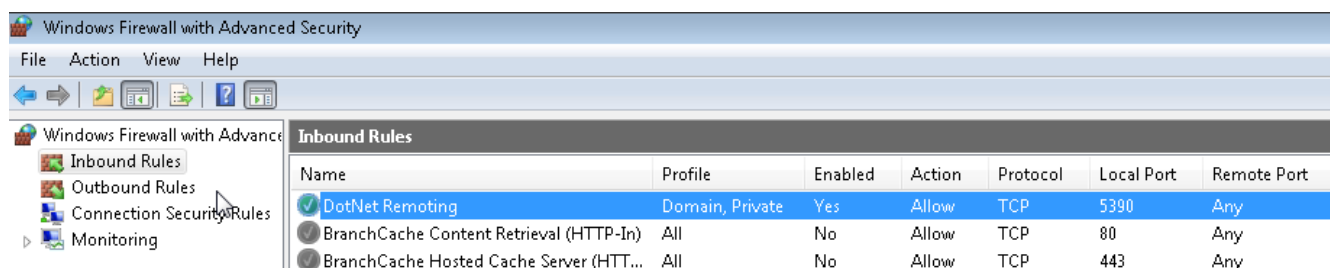 Windows Firewall with Advanced Security
File Action View Help
Windows Firewall with Advance
Inbound Rules
Outbound Rules
Connection Security Rules
Monitoring
Inbound Rules
Name Profile Enabled Action Protocol Local Port Remote Port
DotNet Remoting Domain, Private Yes Allow TCP 5390 Any
BranchCache Content Retrieval (HTTP-In) All No Allow TCP 80 Any
BranchCache Hosted Cache Server (HTT... All No Allow TCP 443 Any